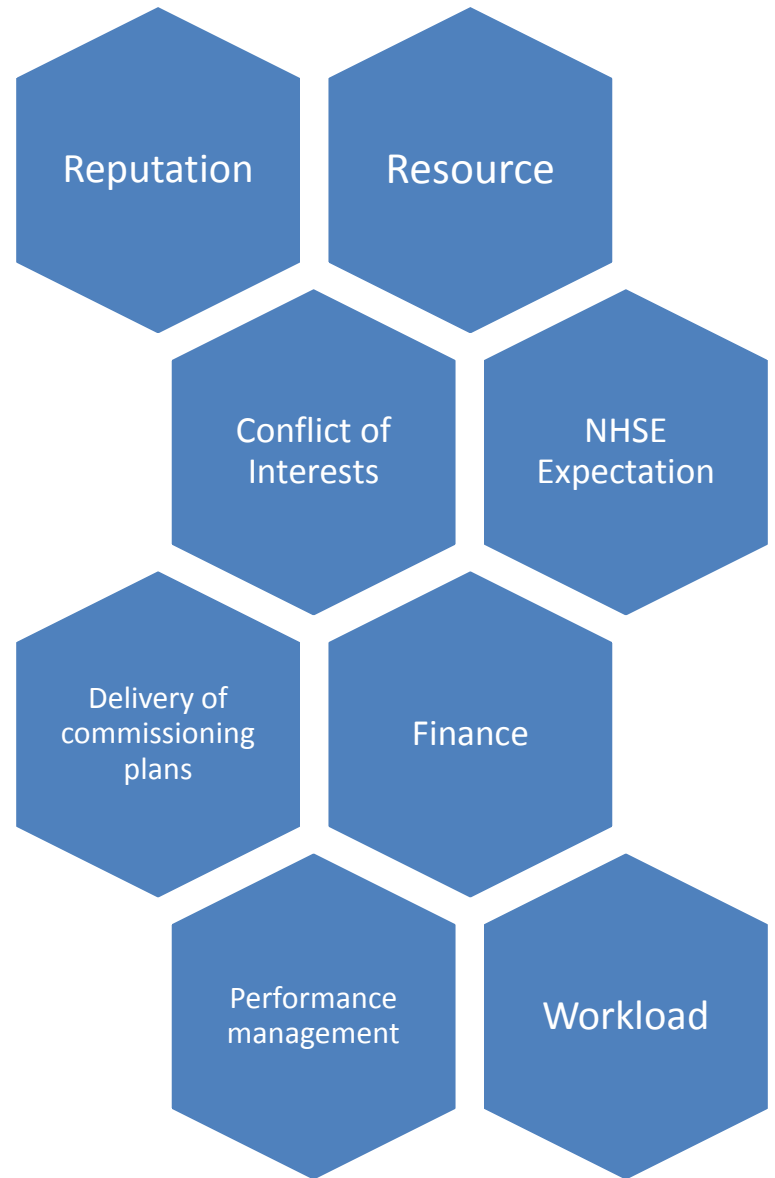 Reputation
Resource
Conflict of
Interests
NHSE
Expectation
Delivery of
commissioning
plans
Finance
Performance
management
Workload